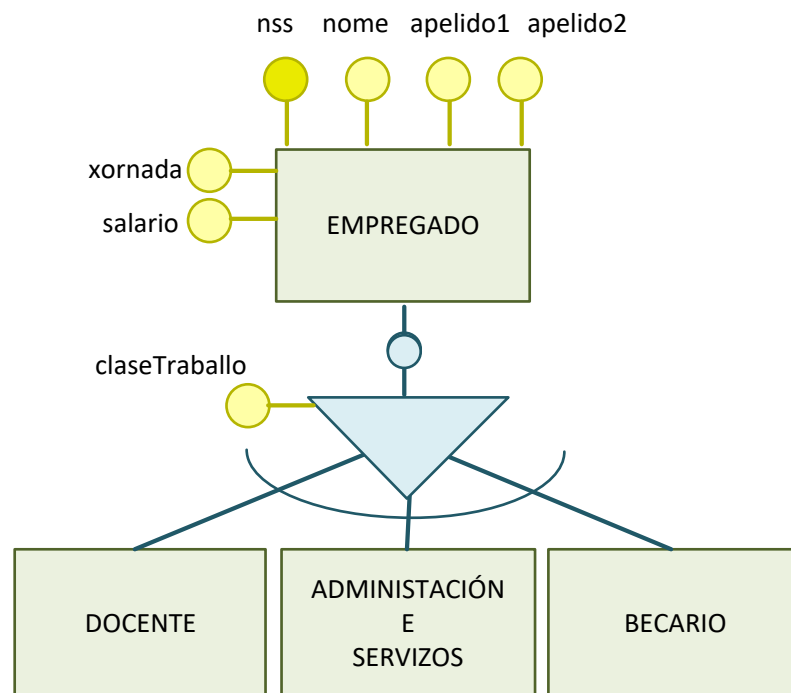 nss nome apelido1 apelido2
xornada
salario
EMPREGADO
claseTraballo
DOCENTE
ADMINISTACIÓN
E
SERVIZOS
BECARIO